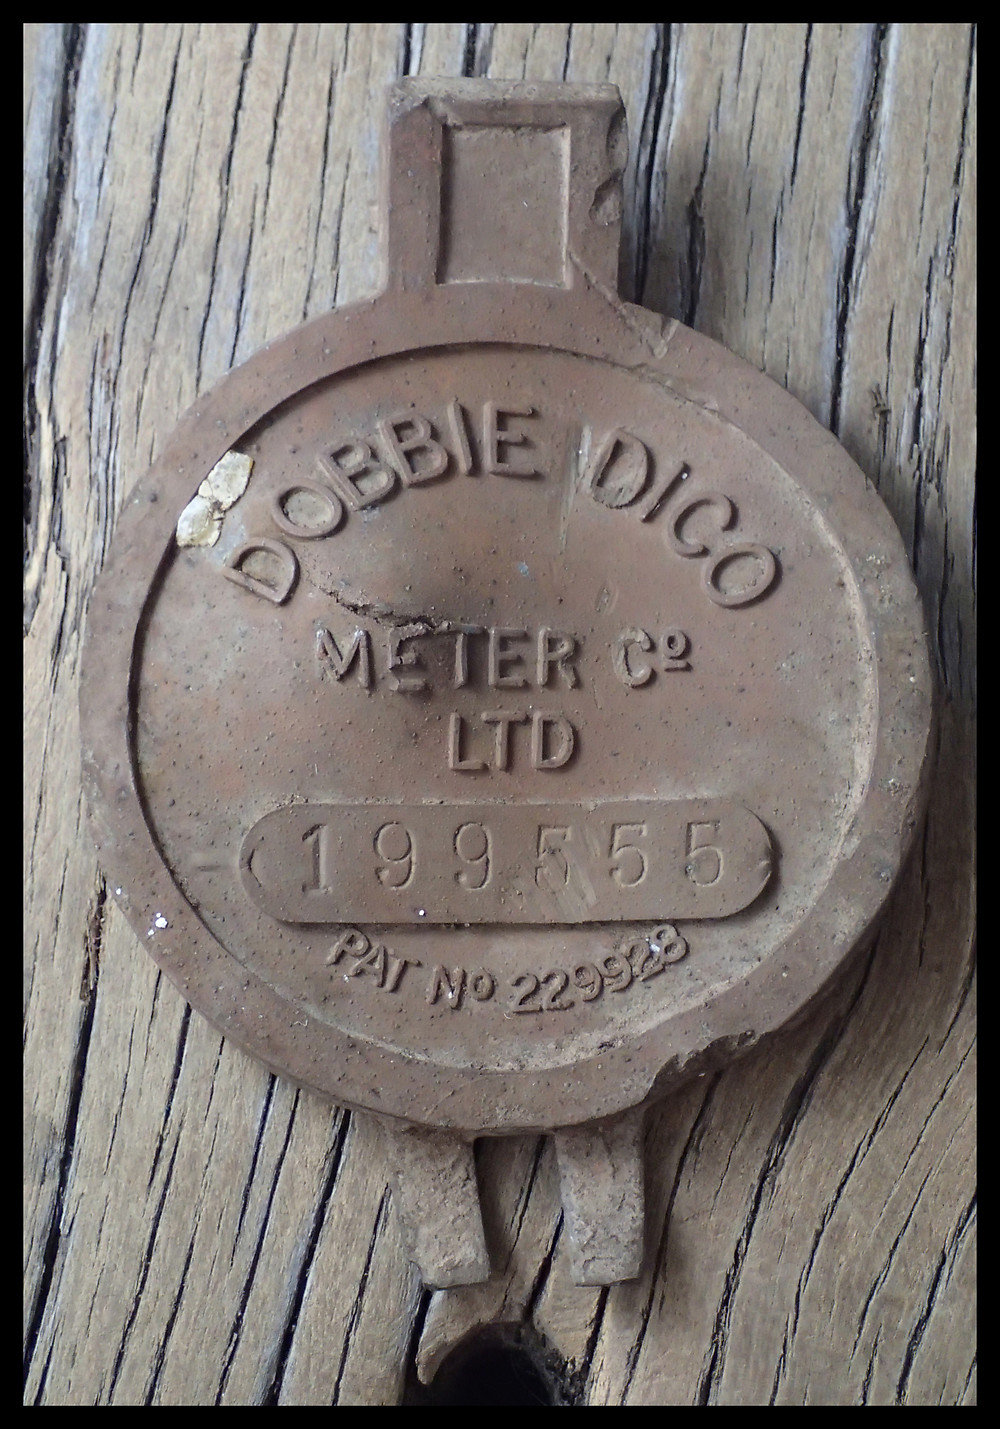 DOBBIE DICO
METER Cº
LTD
199555
PAT Nº 229928